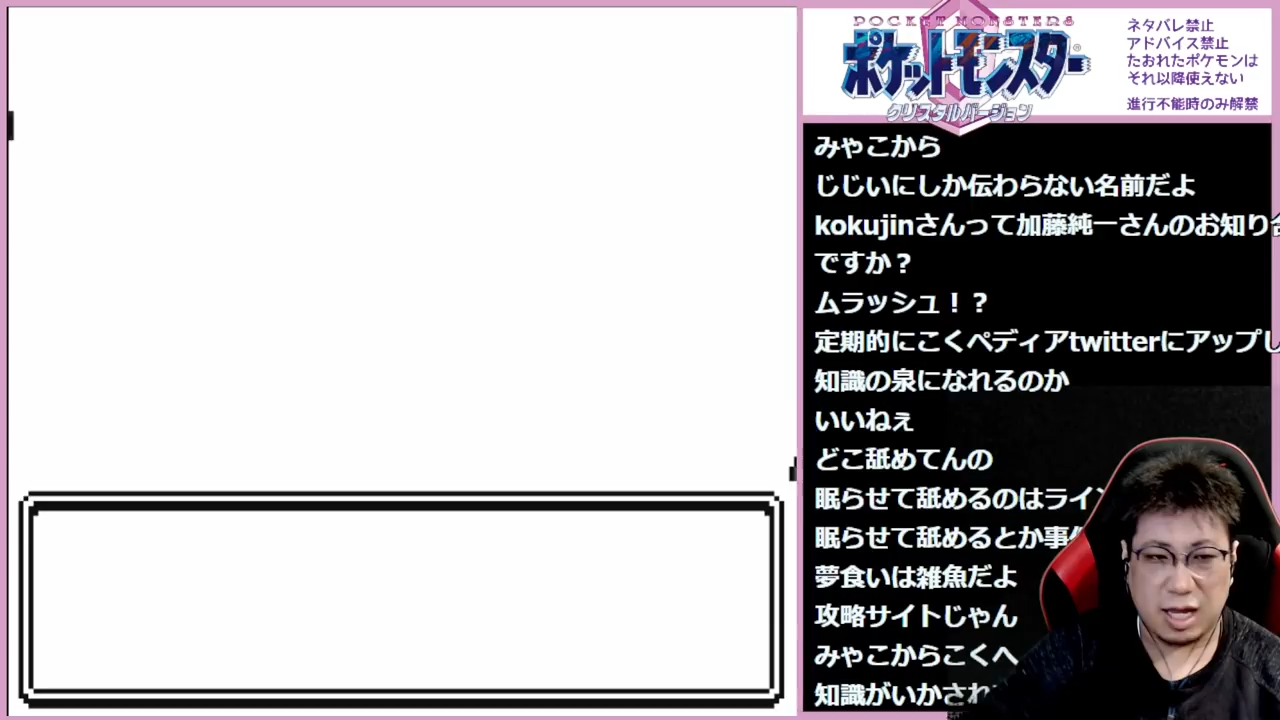 POCKET MONSTERS
ポケットモンスター
クリスタルバージョン
ネタバレ禁止
アドバイス禁止
たおれたポケモンは
それ以降使えない
進行不能時のみ解禁
みゃこから
じじいにしか伝わらない名前だよ
kokujinさんって加藤純一さんのお知り合
ですか？
ムラッシュ！？
定期的にこくペディアtwitterにアップし
知識の泉になれるのか
いいねぇ
どこ舐めてんの
眠らせて舐めるのはライン
眠らせて舐めるとか事件
夢食いは雑魚だよ
攻略サイトじゃん
みゃこからこくへ
知識がいかされ